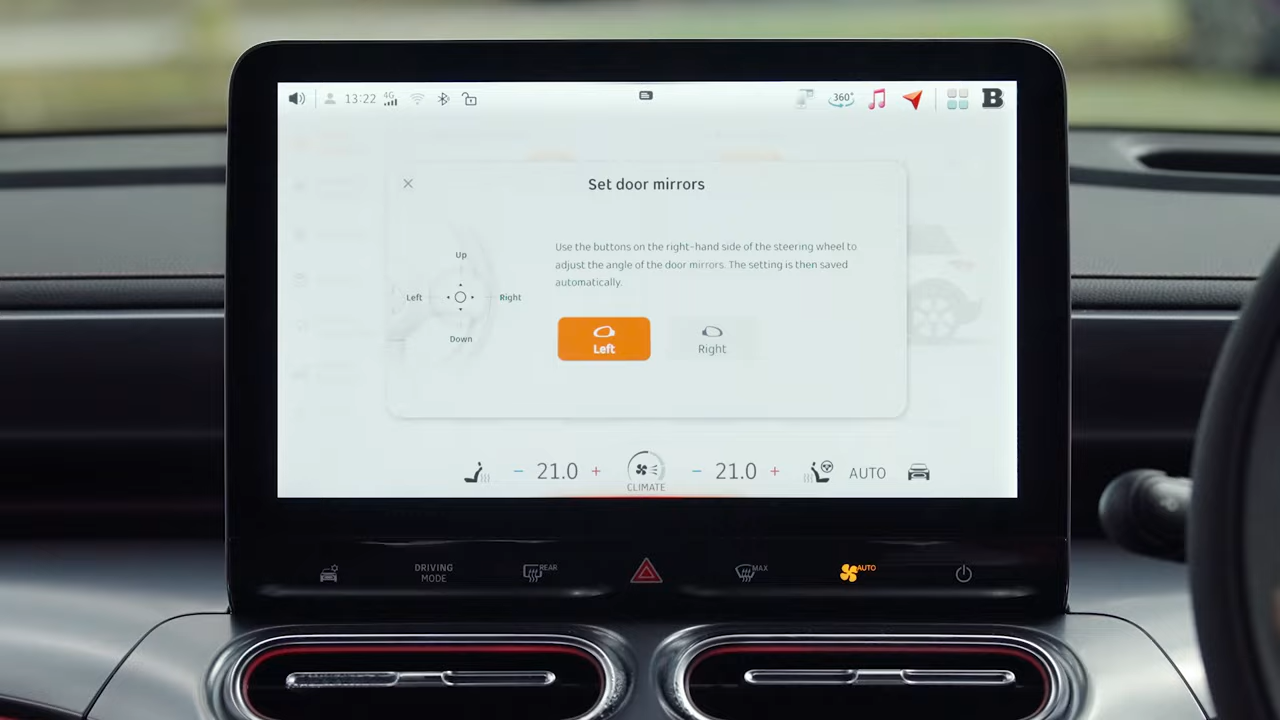 13:22 4G 360° B
Set door mirrors
Use the buttons on the right-hand side of the steering wheel to
adjust the angle of the door mirrors. The setting is then saved
automatically.
Up
Left Right
Down
Left Right
− 21.0 + − 21.0 + AUTO
CLIMATE
DRIVING
MODE
REAR
MAX
AUTO